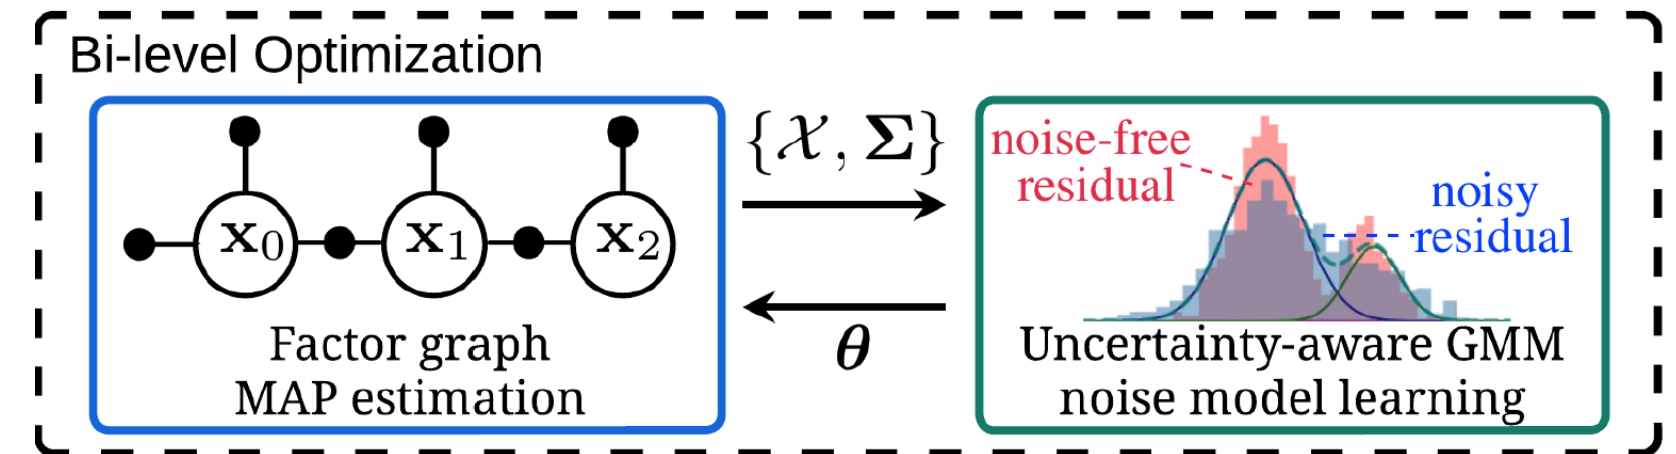 Bi-level Optimization
x₀ x₁ x₂
Factor graph
MAP estimation
{𝒳, Σ}
θ
noise-free
residual
noisy
residual
Uncertainty-aware GMM
noise model learning